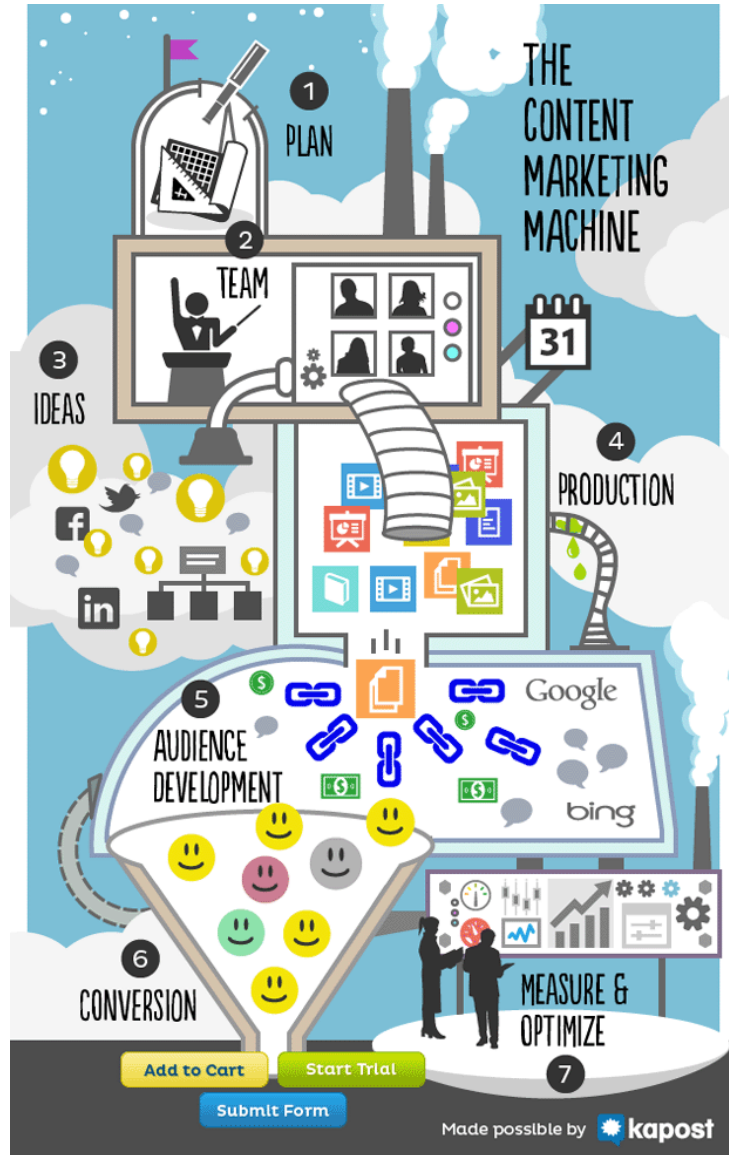 THE
CONTENT
MARKETING
MACHINE
1
PLAN
2
TEAM
31
3
IDEAS
4
PRODUCTION
f
in
$
5
Google
AUDIENCE
DEVELOPMENT
$
$
$
bing
6
CONVERSION
MEASURE &
OPTIMIZE
7
Add to Cart
Start Trial
Submit Form
Made possible by kapost